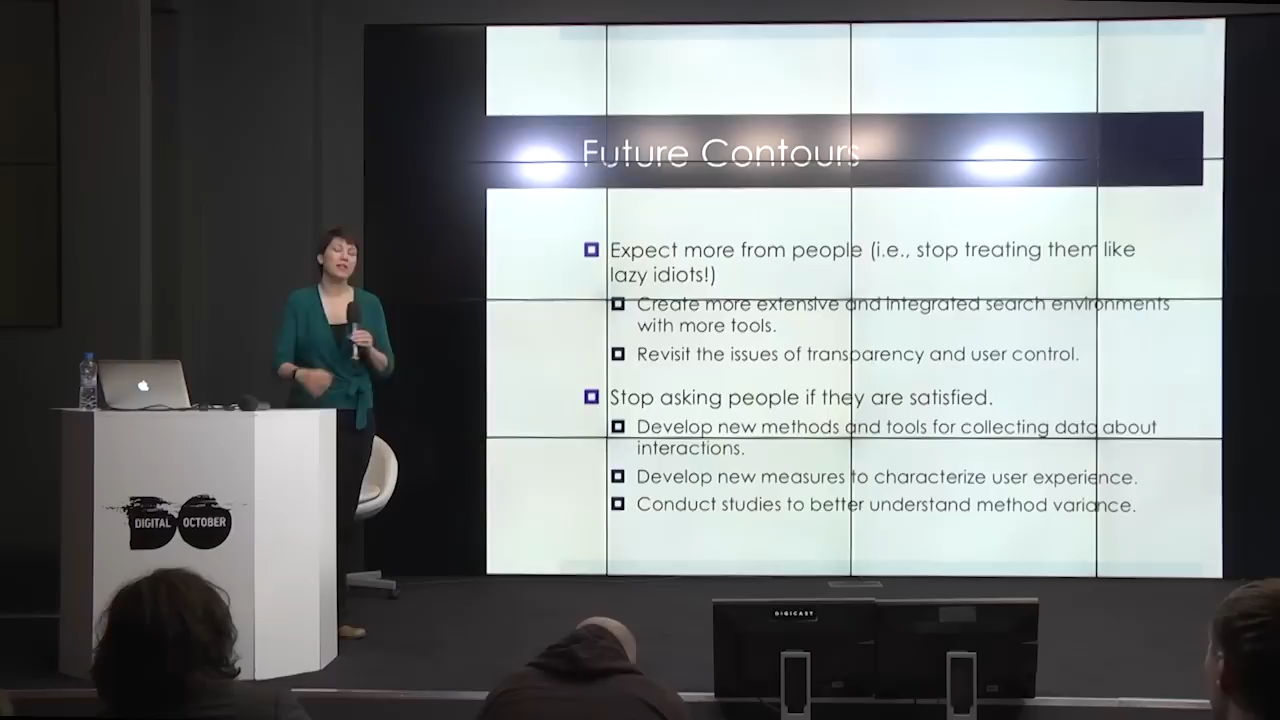 Future Contours
Expect more from people (i.e., stop treating them like
lazy idiots!)
Create more extensive and integrated search environments
with more tools.
Revisit the issues of transparency and user control.
Stop asking people if they are satisfied.
Develop new methods and tools for collecting data about
interactions.
Develop new measures to characterize user experience.
Conduct studies to better understand method variance.
DIGITAL OCTOBER
DIGICAST